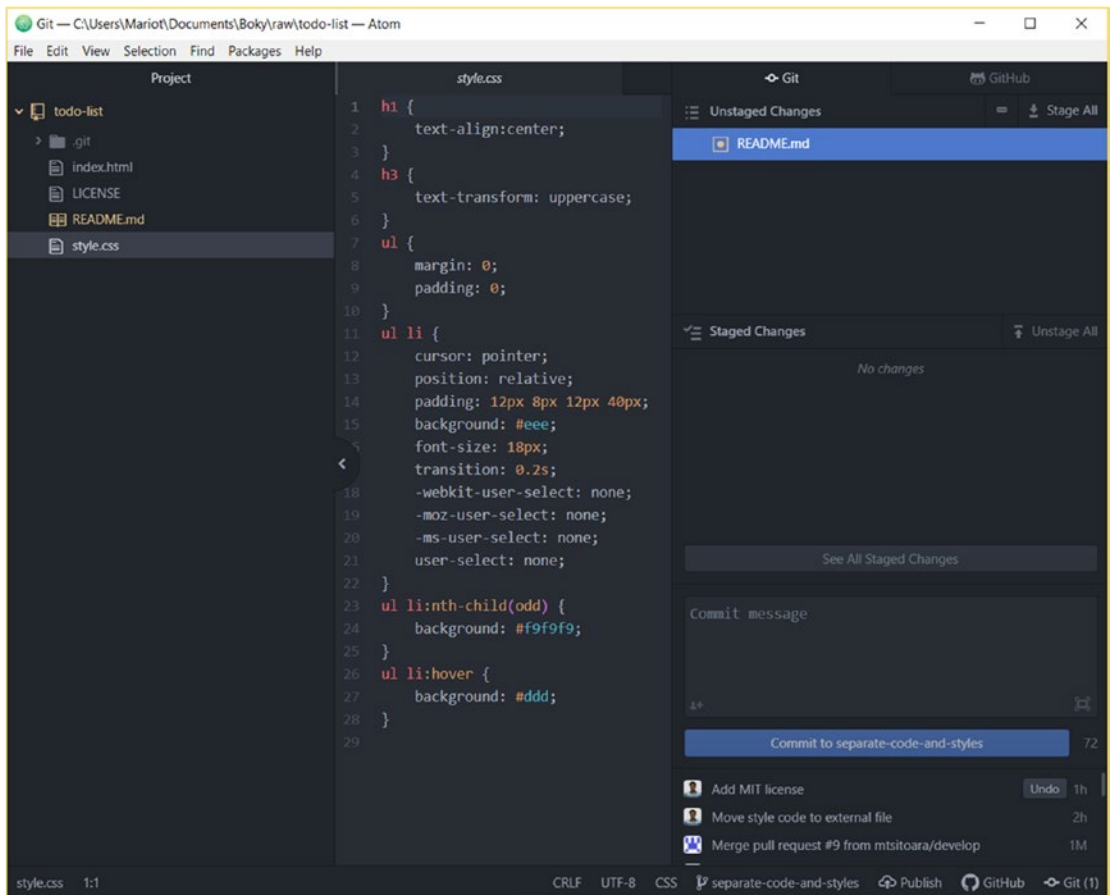 Git — C:\Users\Mariot\Documents\Boky\raw\todo-list — Atom
File Edit View Selection Find Packages Help
Project
todo-list
.git
index.html
LICENSE
README.md
style.css
style.css
1 h1 {
2 text-align:center;
3 }
4 h3 {
5 text-transform: uppercase;
6 }
7 ul {
8 margin: 0;
9 padding: 0;
10 }
11 ul li {
12 cursor: pointer;
13 position: relative;
14 padding: 12px 8px 12px 40px;
15 background: #eee;
font-size: 18px;
transition: 0.2s;
18 -webkit-user-select: none;
19 -moz-user-select: none;
20 -ms-user-select: none;
21 user-select: none;
22 }
23 ul li:nth-child(odd) {
24 background: #f9f9f9;
25 }
26 ul li:hover {
27 background: #ddd;
28 }
29
Git GitHub
Unstaged Changes Stage All
README.md
Staged Changes Unstage All
No changes
See All Staged Changes
Commit message
Commit to separate-code-and-styles 72
Add MIT license Undo 1h
Move style code to external file 2h
Merge pull request #9 from mtsitoara/develop 1M
style.css 1:1 CRLF UTF-8 CSS separate-code-and-styles Publish GitHub Git (1)